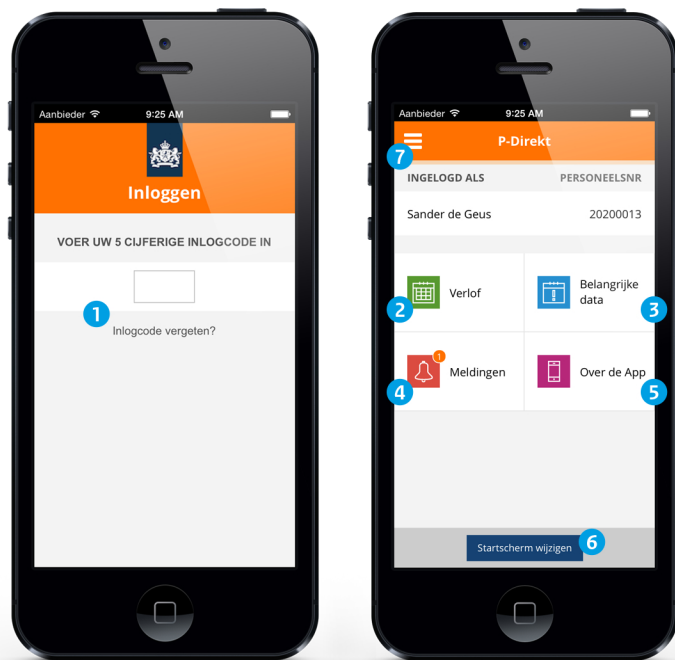 Aanbieder 9:25 AM
Inloggen
VOER UW 5 CIJFERIGE INLOGCODE IN
1
Inlogcode vergeten?
Aanbieder 9:25 AM
P-Direkt
7
INGELOGD ALS PERSONEELSNR
Sander de Geus 20200013
Verlof
2
Belangrijke
data
3
1
Meldingen
4
Over de App
5
Startscherm wijzigen
6